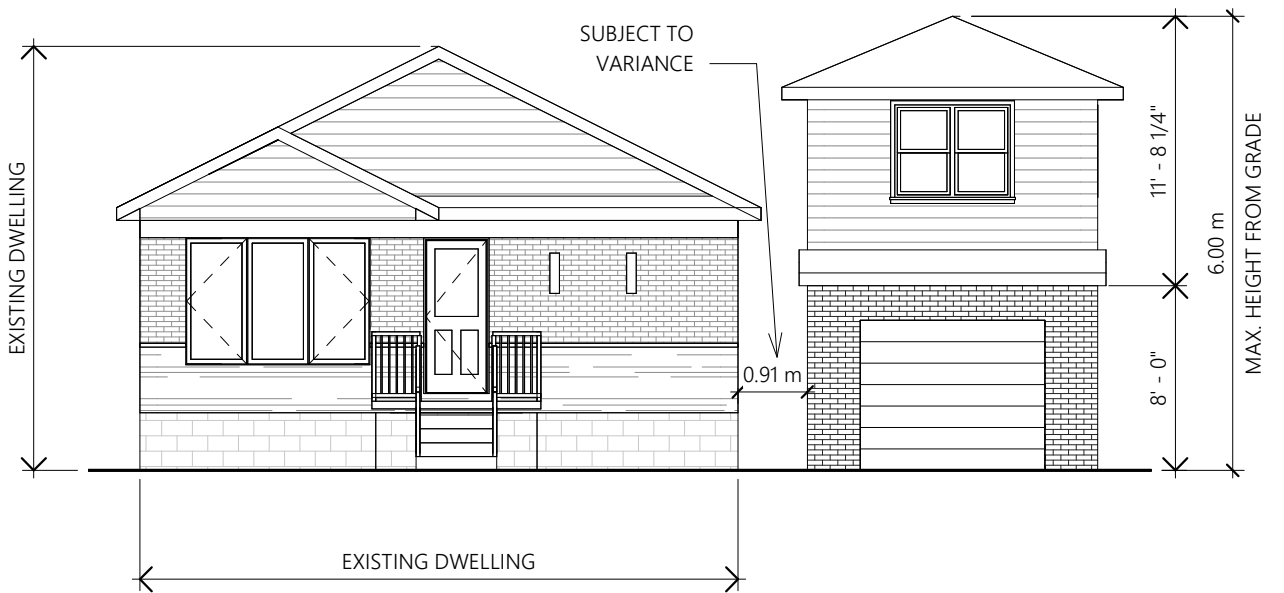 SUBJECT TO
VARIANCE
EXISTING DWELLING
0.91 m
11' - 8 1/4"
8' - 0"
6.00 m
MAX. HEIGHT FROM GRADE
EXISTING DWELLING